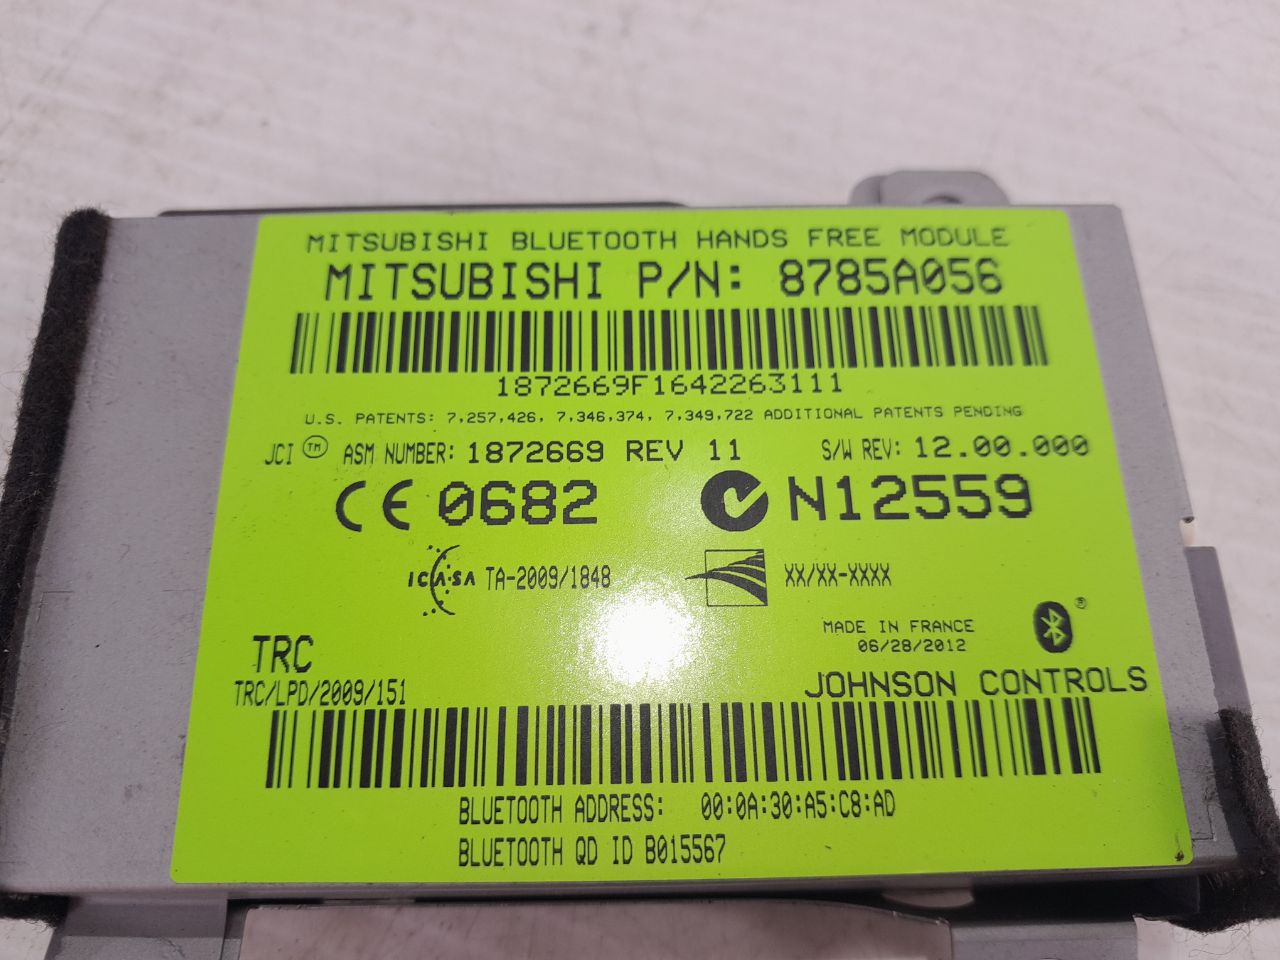 MITSUBISHI BLUETOOTH HANDS FREE MODULE
MITSUBISHI P/N: 8785A056
1872669F1642263111
U.S. PATENTS: 7,257,426, 7,346,374, 7,349,722 ADDITIONAL PATENTS PENDING
JCI TM ASM NUMBER: 1872669 REV 11 S/W REV: 12.00.000
CE 0682 N12559
ICASA TA-2009/1848 XX/XX-XXXX
MADE IN FRANCE
06/28/2012
®
TRC
TRC/LPD/2009/151
JOHNSON CONTROLS
BLUETOOTH ADDRESS: 00:0A:30:A5:C8:AD
BLUETOOTH QD ID B015567